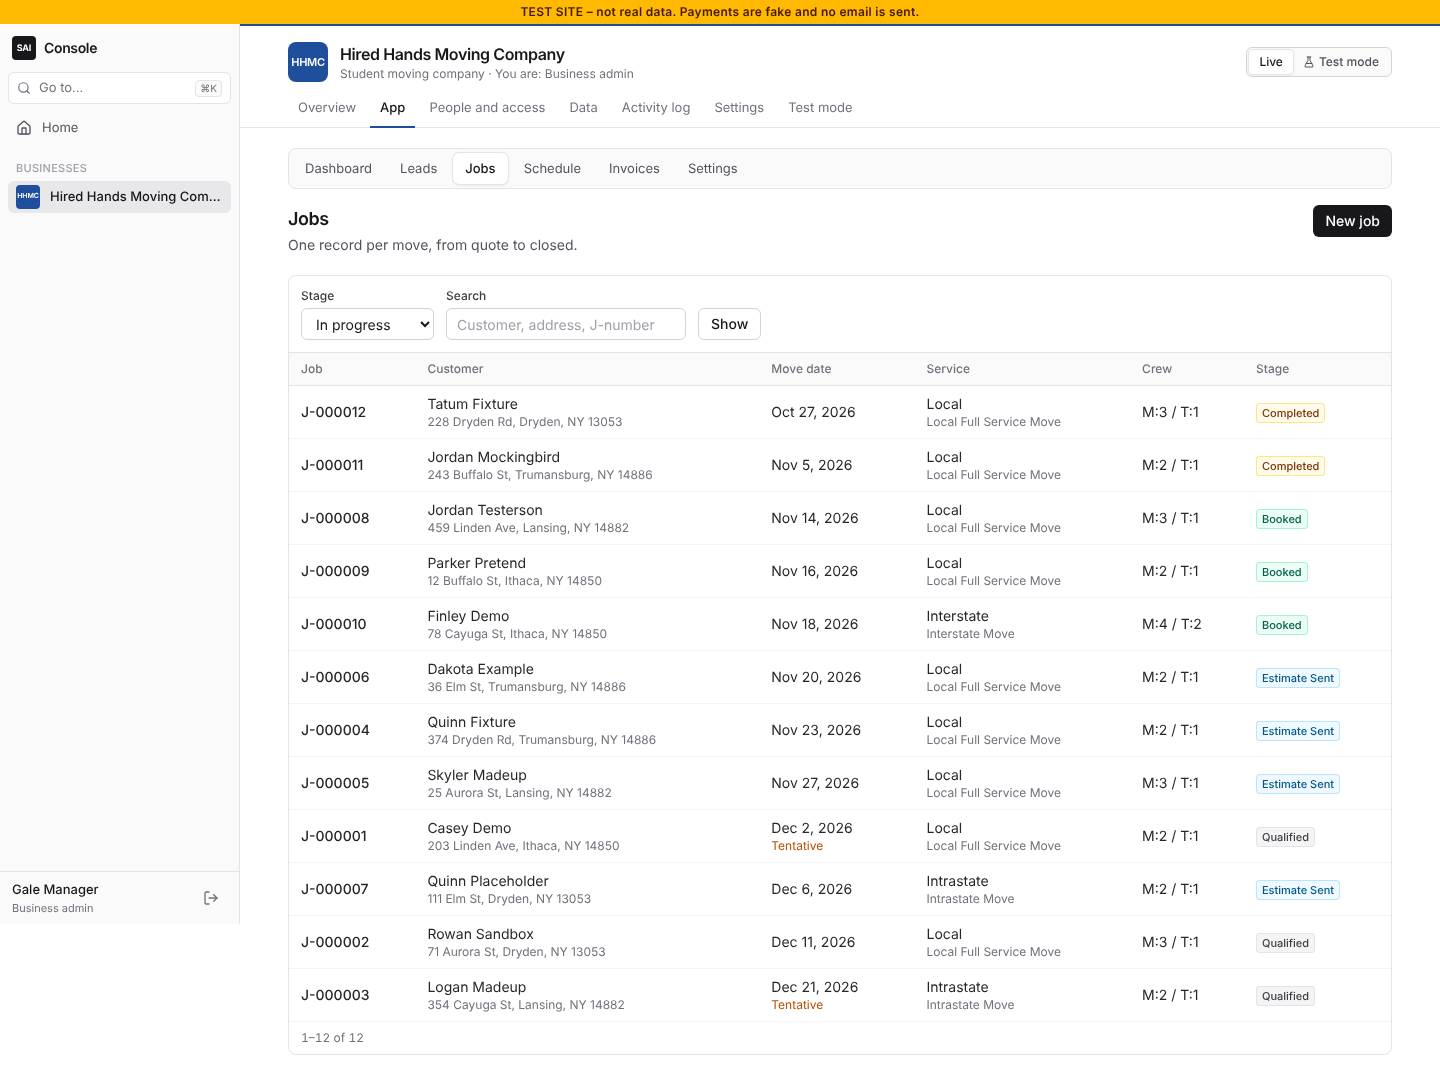 TEST SITE – not real data. Payments are fake and no email is sent.
SAI Console
Go to... ⌘K
Home
BUSINESSES
HHMC Hired Hands Moving Com...
Gale Manager
Business admin
HHMC
Hired Hands Moving Company
Student moving company · You are: Business admin
Live Test mode
Overview App People and access Data Activity log Settings Test mode
Dashboard Leads Jobs Schedule Invoices Settings
Jobs
New job
One record per move, from quote to closed.
Stage Search
In progress Customer, address, J-number Show
Job Customer Move date Service Crew Stage
J-000012 Tatum Fixture Oct 27, 2026 Local M:3 / T:1 Completed
228 Dryden Rd, Dryden, NY 13053 Local Full Service Move
J-000011 Jordan Mockingbird Nov 5, 2026 Local M:2 / T:1 Completed
243 Buffalo St, Trumansburg, NY 14886 Local Full Service Move
J-000008 Jordan Testerson Nov 14, 2026 Local M:3 / T:1 Booked
459 Linden Ave, Lansing, NY 14882 Local Full Service Move
J-000009 Parker Pretend Nov 16, 2026 Local M:2 / T:1 Booked
12 Buffalo St, Ithaca, NY 14850 Local Full Service Move
J-000010 Finley Demo Nov 18, 2026 Interstate M:4 / T:2 Booked
78 Cayuga St, Ithaca, NY 14850 Interstate Move
J-000006 Dakota Example Nov 20, 2026 Local M:2 / T:1 Estimate Sent
36 Elm St, Trumansburg, NY 14886 Local Full Service Move
J-000004 Quinn Fixture Nov 23, 2026 Local M:2 / T:1 Estimate Sent
374 Dryden Rd, Trumansburg, NY 14886 Local Full Service Move
J-000005 Skyler Madeup Nov 27, 2026 Local M:3 / T:1 Estimate Sent
25 Aurora St, Lansing, NY 14882 Local Full Service Move
J-000001 Casey Demo Dec 2, 2026 Local M:2 / T:1 Qualified
203 Linden Ave, Ithaca, NY 14850 Tentative Local Full Service Move
J-000007 Quinn Placeholder Dec 6, 2026 Intrastate M:2 / T:1 Estimate Sent
111 Elm St, Dryden, NY 13053 Intrastate Move
J-000002 Rowan Sandbox Dec 11, 2026 Local M:3 / T:1 Qualified
71 Aurora St, Dryden, NY 13053 Local Full Service Move
J-000003 Logan Madeup Dec 21, 2026 Intrastate M:2 / T:1 Qualified
354 Cayuga St, Lansing, NY 14882 Tentative Intrastate Move
1–12 of 12